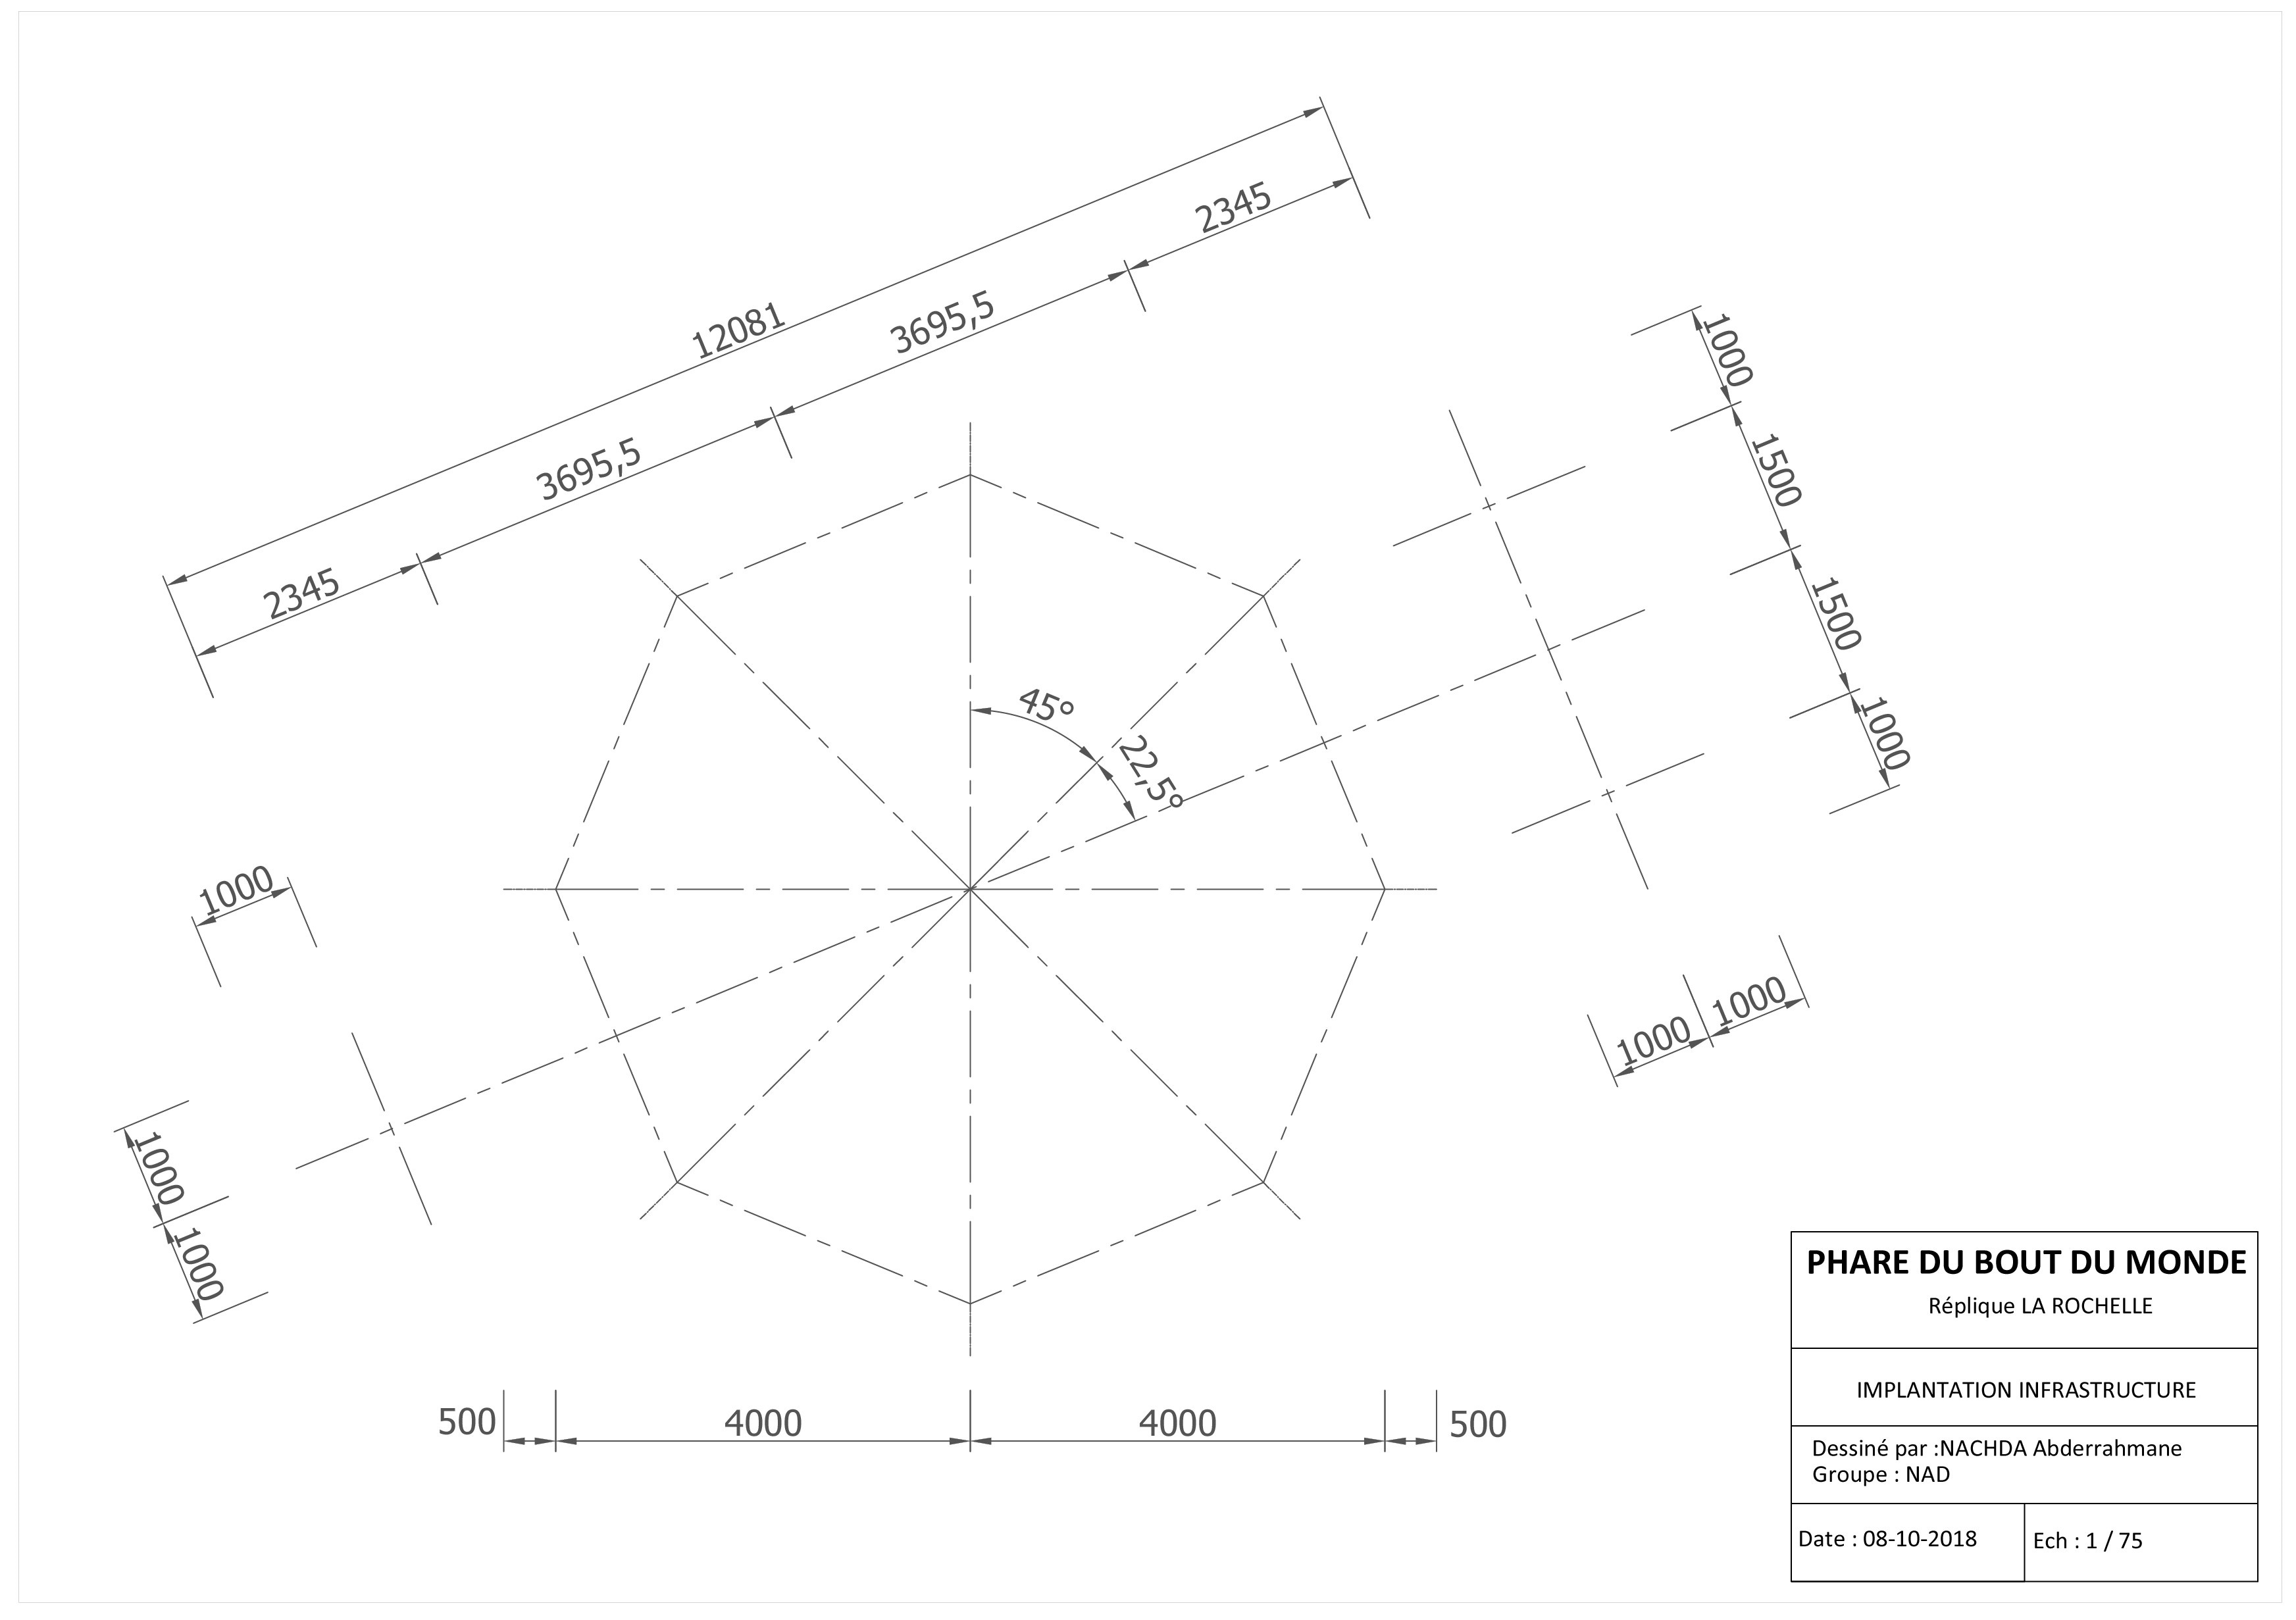 2345
12081
3695,5
3695,5
2345
1000
1500
1500
1000
45°
22,5°
1000
1000
1000
1000
1000
500
4000
4000
500
PHARE DU BOUT DU MONDE
Réplique LA ROCHELLE
IMPLANTATION INFRASTRUCTURE
Dessiné par :NACHDA Abderrahmane
Groupe : NAD
Date : 08-10-2018
Ech : 1 / 75